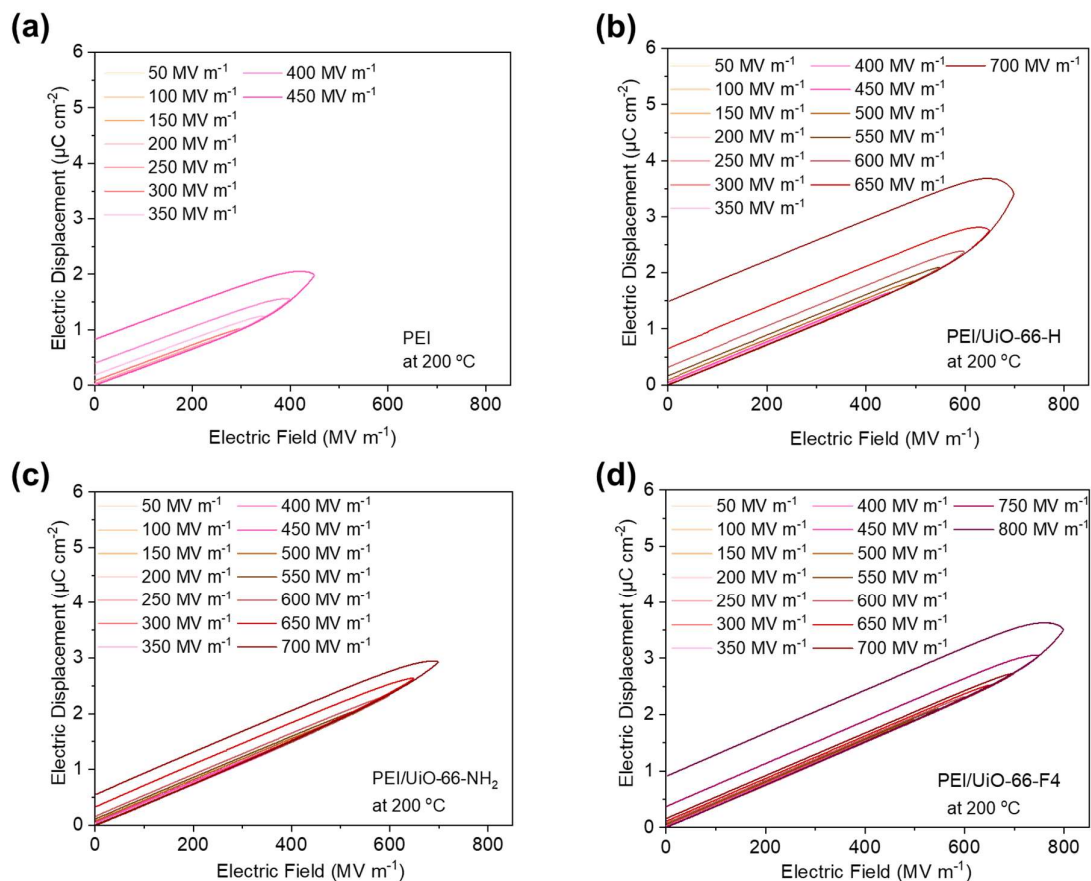 (a)
6
5
4
3
2
1
0
Electric Displacement (µC cm⁻²)
50 MV m⁻¹ 400 MV m⁻¹
100 MV m⁻¹ 450 MV m⁻¹
150 MV m⁻¹
200 MV m⁻¹
250 MV m⁻¹
300 MV m⁻¹
350 MV m⁻¹
PEI
at 200 ºC
0 200 400 600 800
Electric Field (MV m⁻¹)
(b)
6
5
4
3
2
1
0
Electric Displacement (µC cm⁻²)
50 MV m⁻¹ 400 MV m⁻¹ 700 MV m⁻¹
100 MV m⁻¹ 450 MV m⁻¹
150 MV m⁻¹ 500 MV m⁻¹
200 MV m⁻¹ 550 MV m⁻¹
250 MV m⁻¹ 600 MV m⁻¹
300 MV m⁻¹ 650 MV m⁻¹
350 MV m⁻¹
PEI/UiO-66-H
at 200 ºC
0 200 400 600 800
Electric Field (MV m⁻¹)
(c)
6
5
4
3
2
1
0
Electric Displacement (µC cm⁻²)
50 MV m⁻¹ 400 MV m⁻¹
100 MV m⁻¹ 450 MV m⁻¹
150 MV m⁻¹ 500 MV m⁻¹
200 MV m⁻¹ 550 MV m⁻¹
250 MV m⁻¹ 600 MV m⁻¹
300 MV m⁻¹ 650 MV m⁻¹
350 MV m⁻¹ 700 MV m⁻¹
PEI/UiO-66-NH₂
at 200 ºC
0 200 400 600 800
Electric Field (MV m⁻¹)
(d)
6
5
4
3
2
1
0
Electric Displacement (µC cm⁻²)
50 MV m⁻¹ 400 MV m⁻¹ 750 MV m⁻¹
100 MV m⁻¹ 450 MV m⁻¹ 800 MV m⁻¹
150 MV m⁻¹ 500 MV m⁻¹
200 MV m⁻¹ 550 MV m⁻¹
250 MV m⁻¹ 600 MV m⁻¹
300 MV m⁻¹ 650 MV m⁻¹
350 MV m⁻¹ 700 MV m⁻¹
PEI/UiO-66-F4
at 200 ºC
0 200 400 600 800
Electric Field (MV m⁻¹)